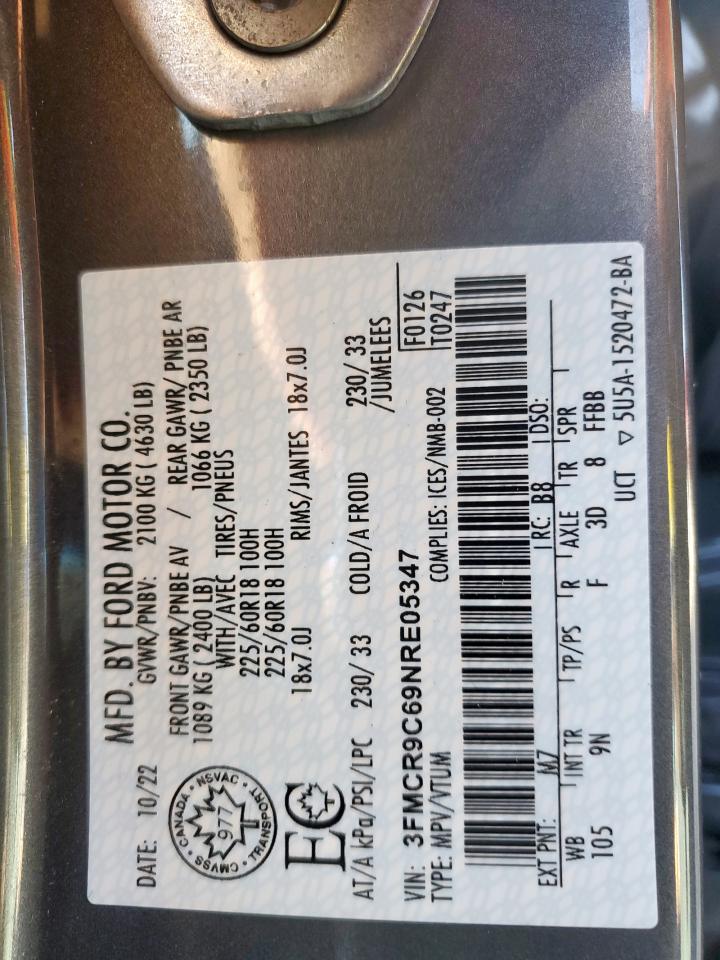 MFD. BY FORD MOTOR CO.
DATE: 10/22 GVWR/PNBV: 2100 KG ( 4630 LB)
FRONT GAWR/PNBE AV / REAR GAWR/ PNBE AR
1089 KG ( 2400 LB) 1066 KG ( 2350 LB)
WITH/AVEC TIRES/PNEUS
225/60R18 100H
225/60R18 100H
18x7.0J RIMS/JANTES 18x7.0J
CANADA • NSVAC • TRANSPORT • CMVSS
977
EC
AT/A kPa/PSI/LPC 230/ 33 COLD/A FROID 230/ 33
/JUMELEES
VIN: 3FMCR9C69NRE05347
F0126
TYPE: MPV/VTUM COMPLIES: ICES/NMB-002 T0247
EXT PNT: M7 RC: B8 DSO:
WB INT TR TP/PS R AXLE TR SPR
105 9N F 3D 8 FFBB
UCT ▽ 5U5A-1520472-BA